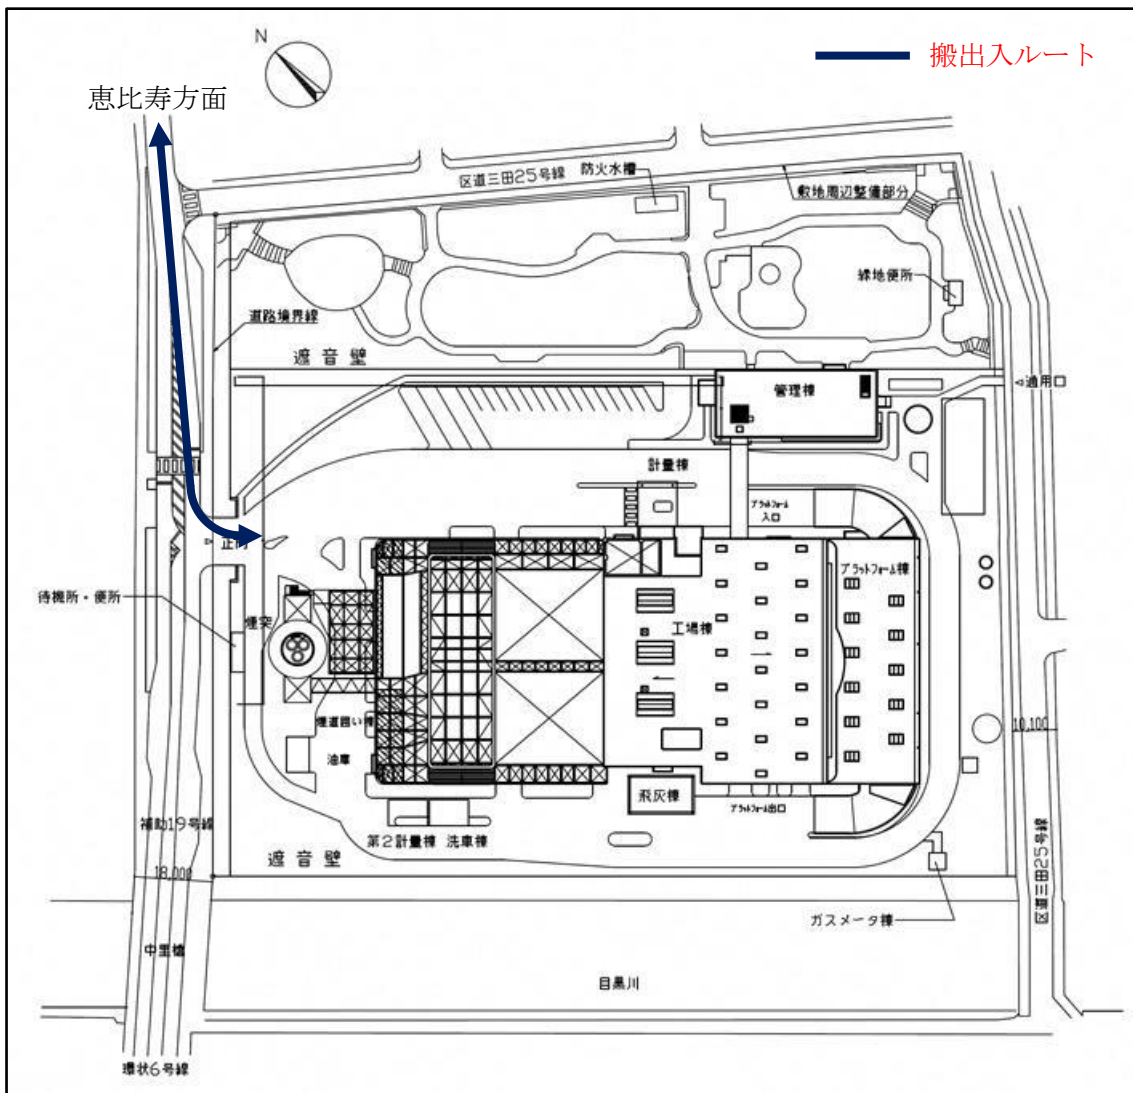 N
搬出入ルート
恵比寿方面
区道三田25号線
防火水槽
敷地周辺整備部分
緑地便所
道路境界線
遮音壁
管理棟
計量棟
プラットフォーム
入口
プラットフォーム棟
正門
待機所・便所
煙突
工場棟
煙道囲い棟
油庫
10,100
飛灰棟
プラットフォーム出口
補助19号線
第2計量棟
洗車棟
遮音壁
18,000
区道三田25号線
ガスメータ棟
中里橋
目黒川
環状6号線